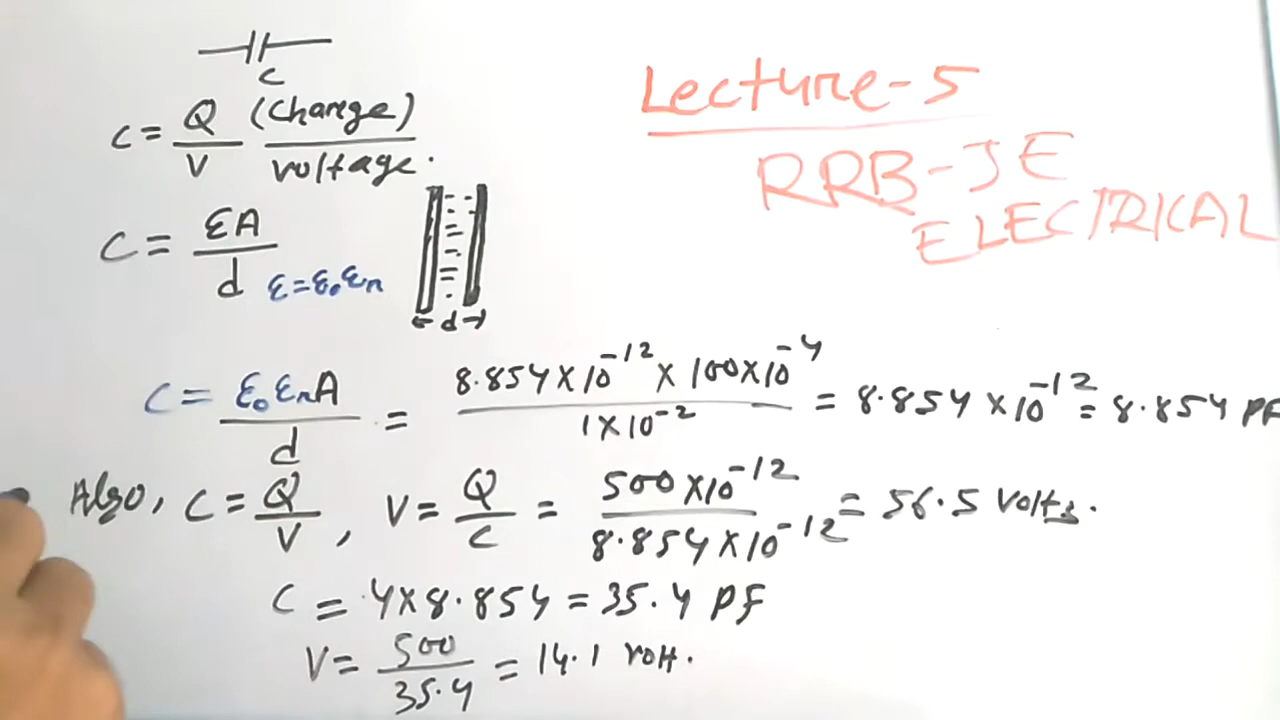 C
C = Q/V (Charge)/voltage.
Lecture-5
RRB-JE
ELECTRICAL
C = εA/d ε=ε₀εr
d
C = ε₀εrA/d = 8.854×10⁻¹² × 100×10⁻⁴ / 1×10⁻² = 8.854×10⁻¹² = 8.854 PF
Also, C = Q/V, V = Q/C = 500×10⁻¹² / 8.854×10⁻¹² = 56.5 volts.
C = 4×8.854 = 35.4 PF
V = 500/35.4 = 14.1 volt.